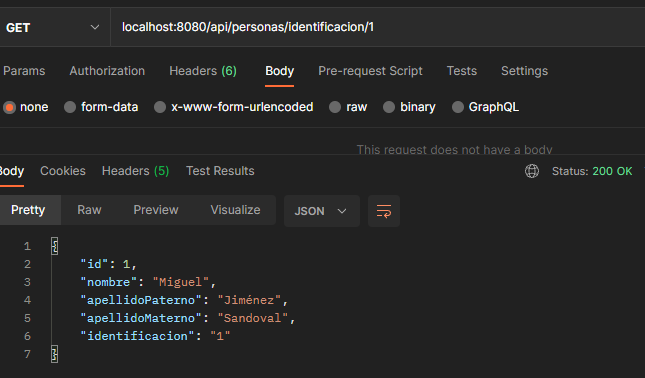 GET localhost:8080/api/personas/identificacion/1
Params Authorization Headers (6) Body Pre-request Script Tests Settings
none form-data x-www-form-urlencoded raw binary GraphQL
This request does not have a body
Body Cookies Headers (5) Test Results Status: 200 OK
Pretty Raw Preview Visualize JSON
1 {
2 "id": 1,
3 "nombre": "Miguel",
4 "apellidoPaterno": "Jiménez",
5 "apellidoMaterno": "Sandoval",
6 "identificacion": "1"
7 }